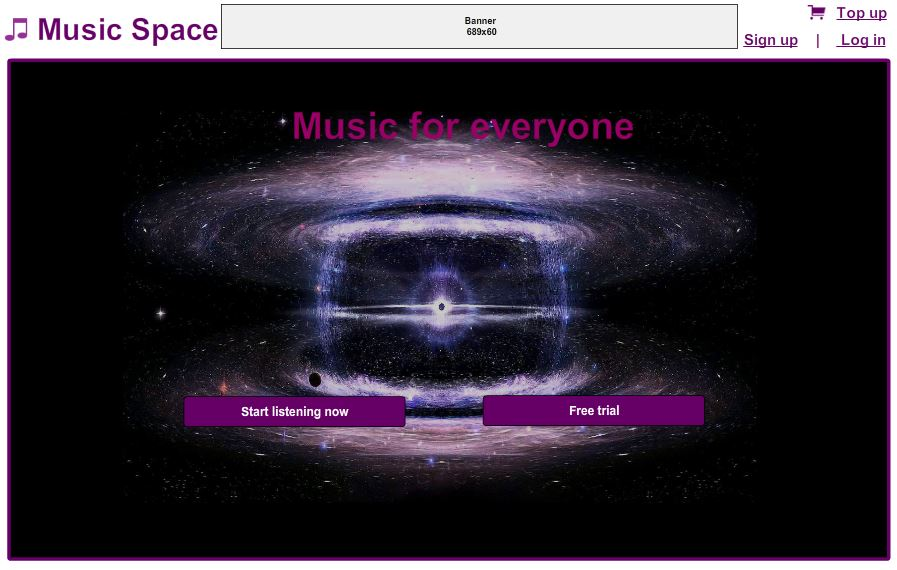 Music Space
Banner
689x60
Top up
Sign up | Log in
Music for everyone
Start listening now
Free trial